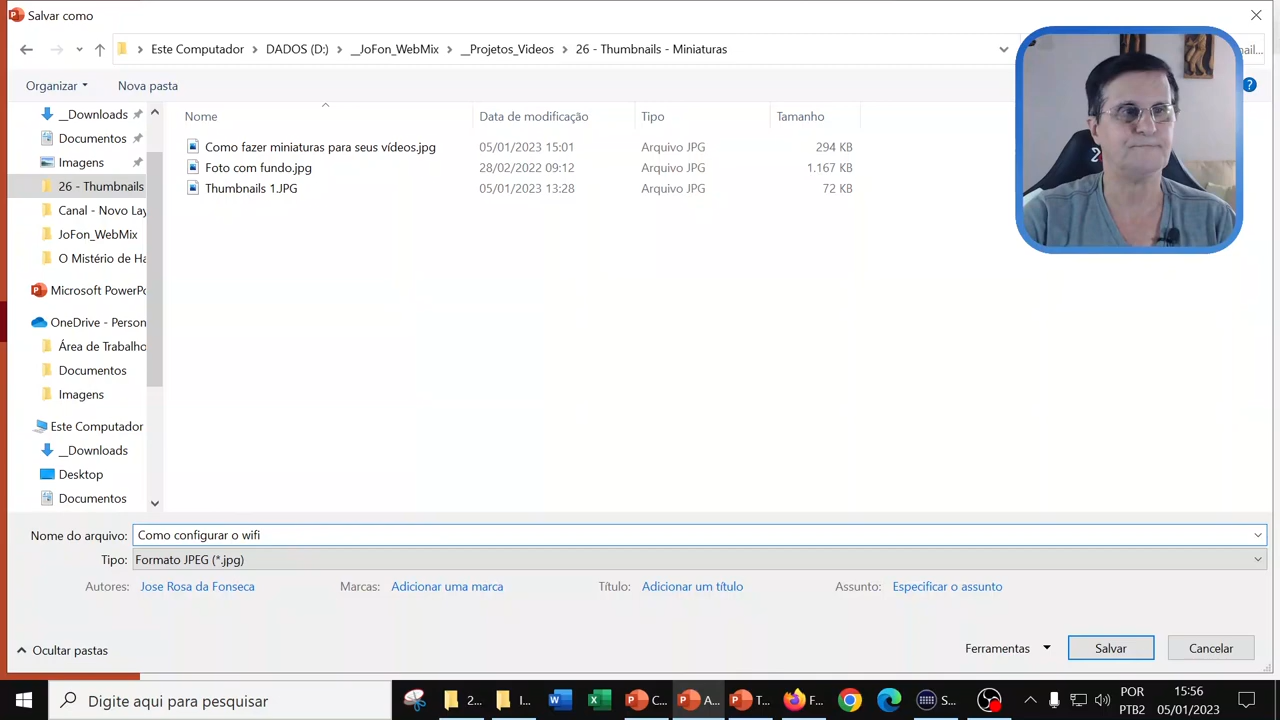 Salvar como
Este Computador
DADOS (D:)
__JoFon_WebMix
__Projetos_Videos
26 - Thumbnails - Miniaturas
Organizar
Nova pasta
__Downloads
Documentos
Imagens
26 - Thumbnails
Canal - Novo Lay
JoFon_WebMix
O Mistério de Ha
Microsoft PowerPo
OneDrive - Person
Área de Trabalho
Documentos
Imagens
Este Computador
__Downloads
Desktop
Documentos
Nome Data de modificação Tipo Tamanho
Como fazer miniaturas para seus vídeos.jpg 05/01/2023 15:01 Arquivo JPG 294 KB
Foto com fundo.jpg 28/02/2022 09:12 Arquivo JPG 1.167 KB
Thumbnails 1.JPG 05/01/2023 13:28 Arquivo JPG 72 KB
Nome do arquivo: Como configurar o wifi
Tipo: Formato JPEG (*.jpg)
Autores: Jose Rosa da Fonseca Marcas: Adicionar uma marca Título: Adicionar um título Assunto: Especificar o assunto
Ocultar pastas
Ferramentas
Salvar
Cancelar
Digite aqui para pesquisar
2...
I...
C...
A...
T...
F...
S...
POR
PTB2
15:56
05/01/2023